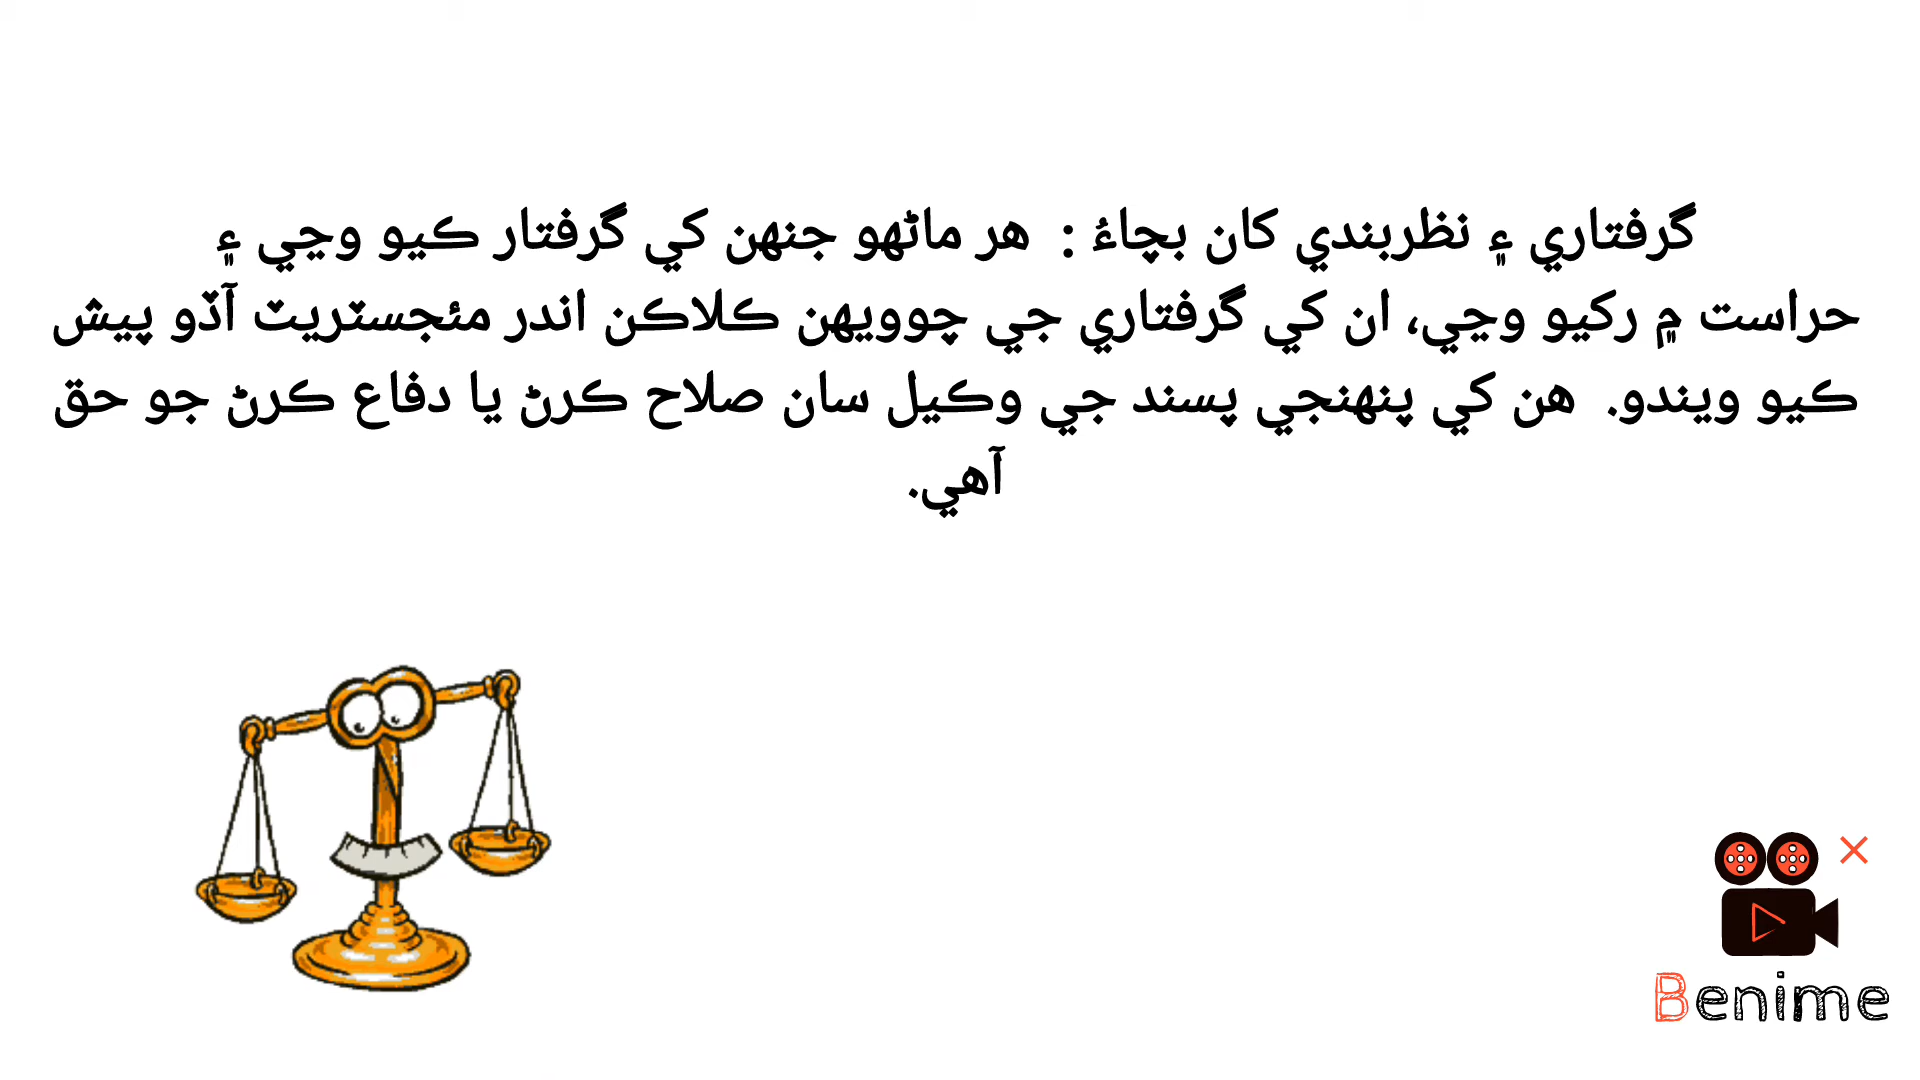 گرفتاري ۽ نظربندي کان بچاءُ : هر ماڻهو جنهن کي گرفتار ڪيو وڃي ۽
حراست ۾ رکيو وڃي، ان کي گرفتاري جي چوويهن ڪلاڪن اندر مئجسٽريٽ آڏو پيش
ڪيو ويندو. هن کي پنهنجي پسند جي وڪيل سان صلاح ڪرڻ يا دفاع ڪرڻ جو حق
آهي.
Benime